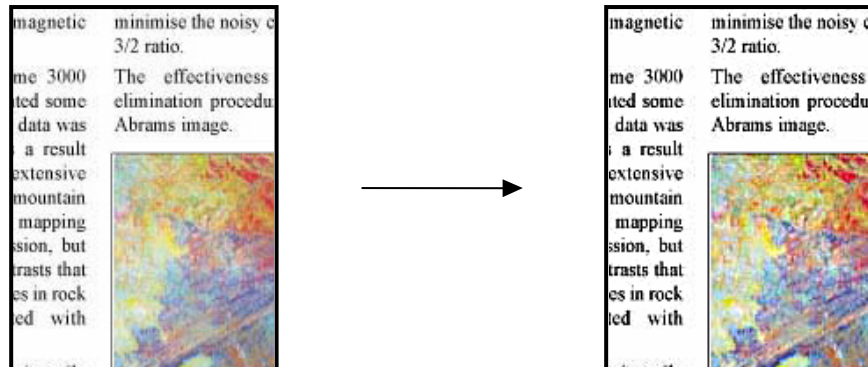 magnetic
me 3000
ted some
data was
a result
extensive
mountain
mapping
sion, but
trasts that
es in rock
ted with
minimise the noisy c
3/2 ratio.
The effectiveness
elimination procedu
Abrams image.
magnetic
me 3000
ted some
data was
a result
extensive
mountain
mapping
ssion, but
trasts that
es in rock
ted with
minimise the noisy c
3/2 ratio.
The effectiveness
elimination procedu
Abrams image.